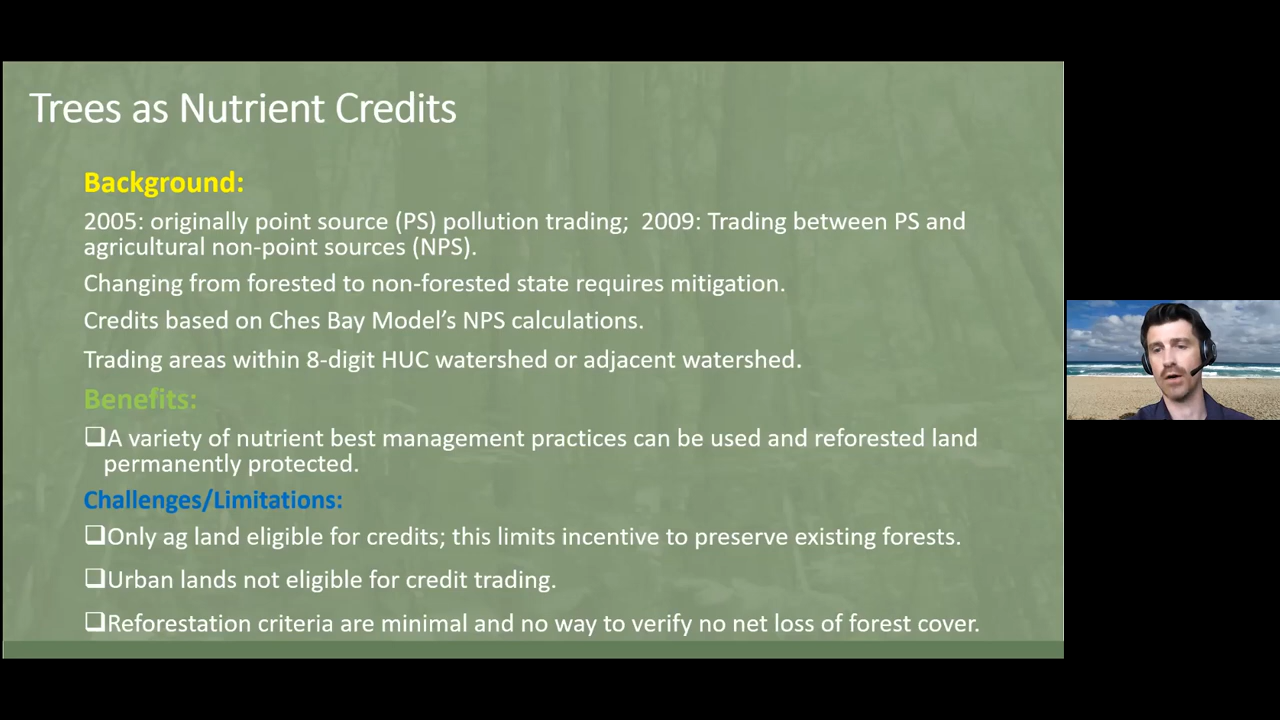 Trees as Nutrient Credits
Background:
2005: originally point source (PS) pollution trading;  2009: Trading between PS and
agricultural non-point sources (NPS).
Changing from forested to non-forested state requires mitigation.
Credits based on Ches Bay Model’s NPS calculations.
Trading areas within 8-digit HUC watershed or adjacent watershed.
Benefits:
❑A variety of nutrient best management practices can be used and reforested land
permanently protected.
Challenges/Limitations:
❑Only ag land eligible for credits; this limits incentive to preserve existing forests.
❑Urban lands not eligible for credit trading.
❑Reforestation criteria are minimal and no way to verify no net loss of forest cover.